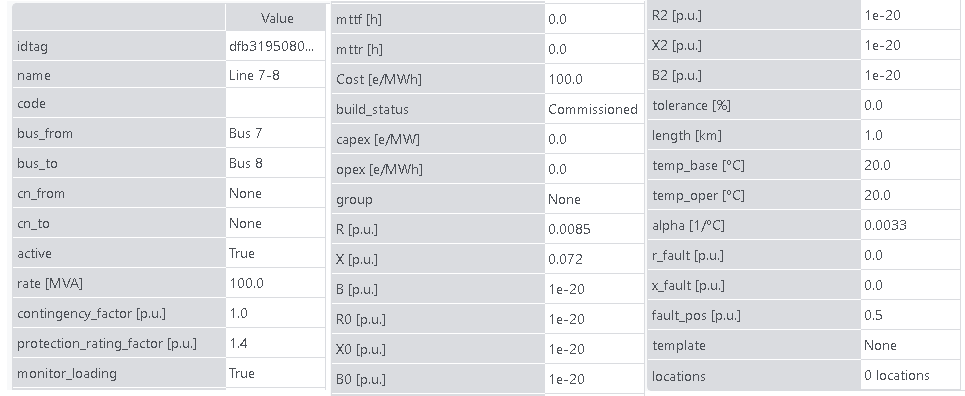 Value
idtag dfb3195080...
name Line 7-8
code
bus_from Bus 7
bus_to Bus 8
cn_from None
cn_to None
active True
rate [MVA] 100.0
contingency_factor [p.u.] 1.0
protection_rating_factor [p.u.] 1.4
monitor_loading True
mttf [h] 0.0
mttr [h] 0.0
Cost [e/MWh] 100.0
build_status Commissioned
capex [e/MW] 0.0
opex [e/MWh] 0.0
group None
R [p.u.] 0.0085
X [p.u.] 0.072
B [p.u.] 1e-20
R0 [p.u.] 1e-20
X0 [p.u.] 1e-20
B0 [p.u.] 1e-20
R2 [p.u.] 1e-20
X2 [p.u.] 1e-20
B2 [p.u.] 1e-20
tolerance [%] 0.0
length [km] 1.0
temp_base [ºC] 20.0
temp_oper [ºC] 20.0
alpha [1/ºC] 0.0033
r_fault [p.u.] 0.0
x_fault [p.u.] 0.0
fault_pos [p.u.] 0.5
template None
locations 0 locations